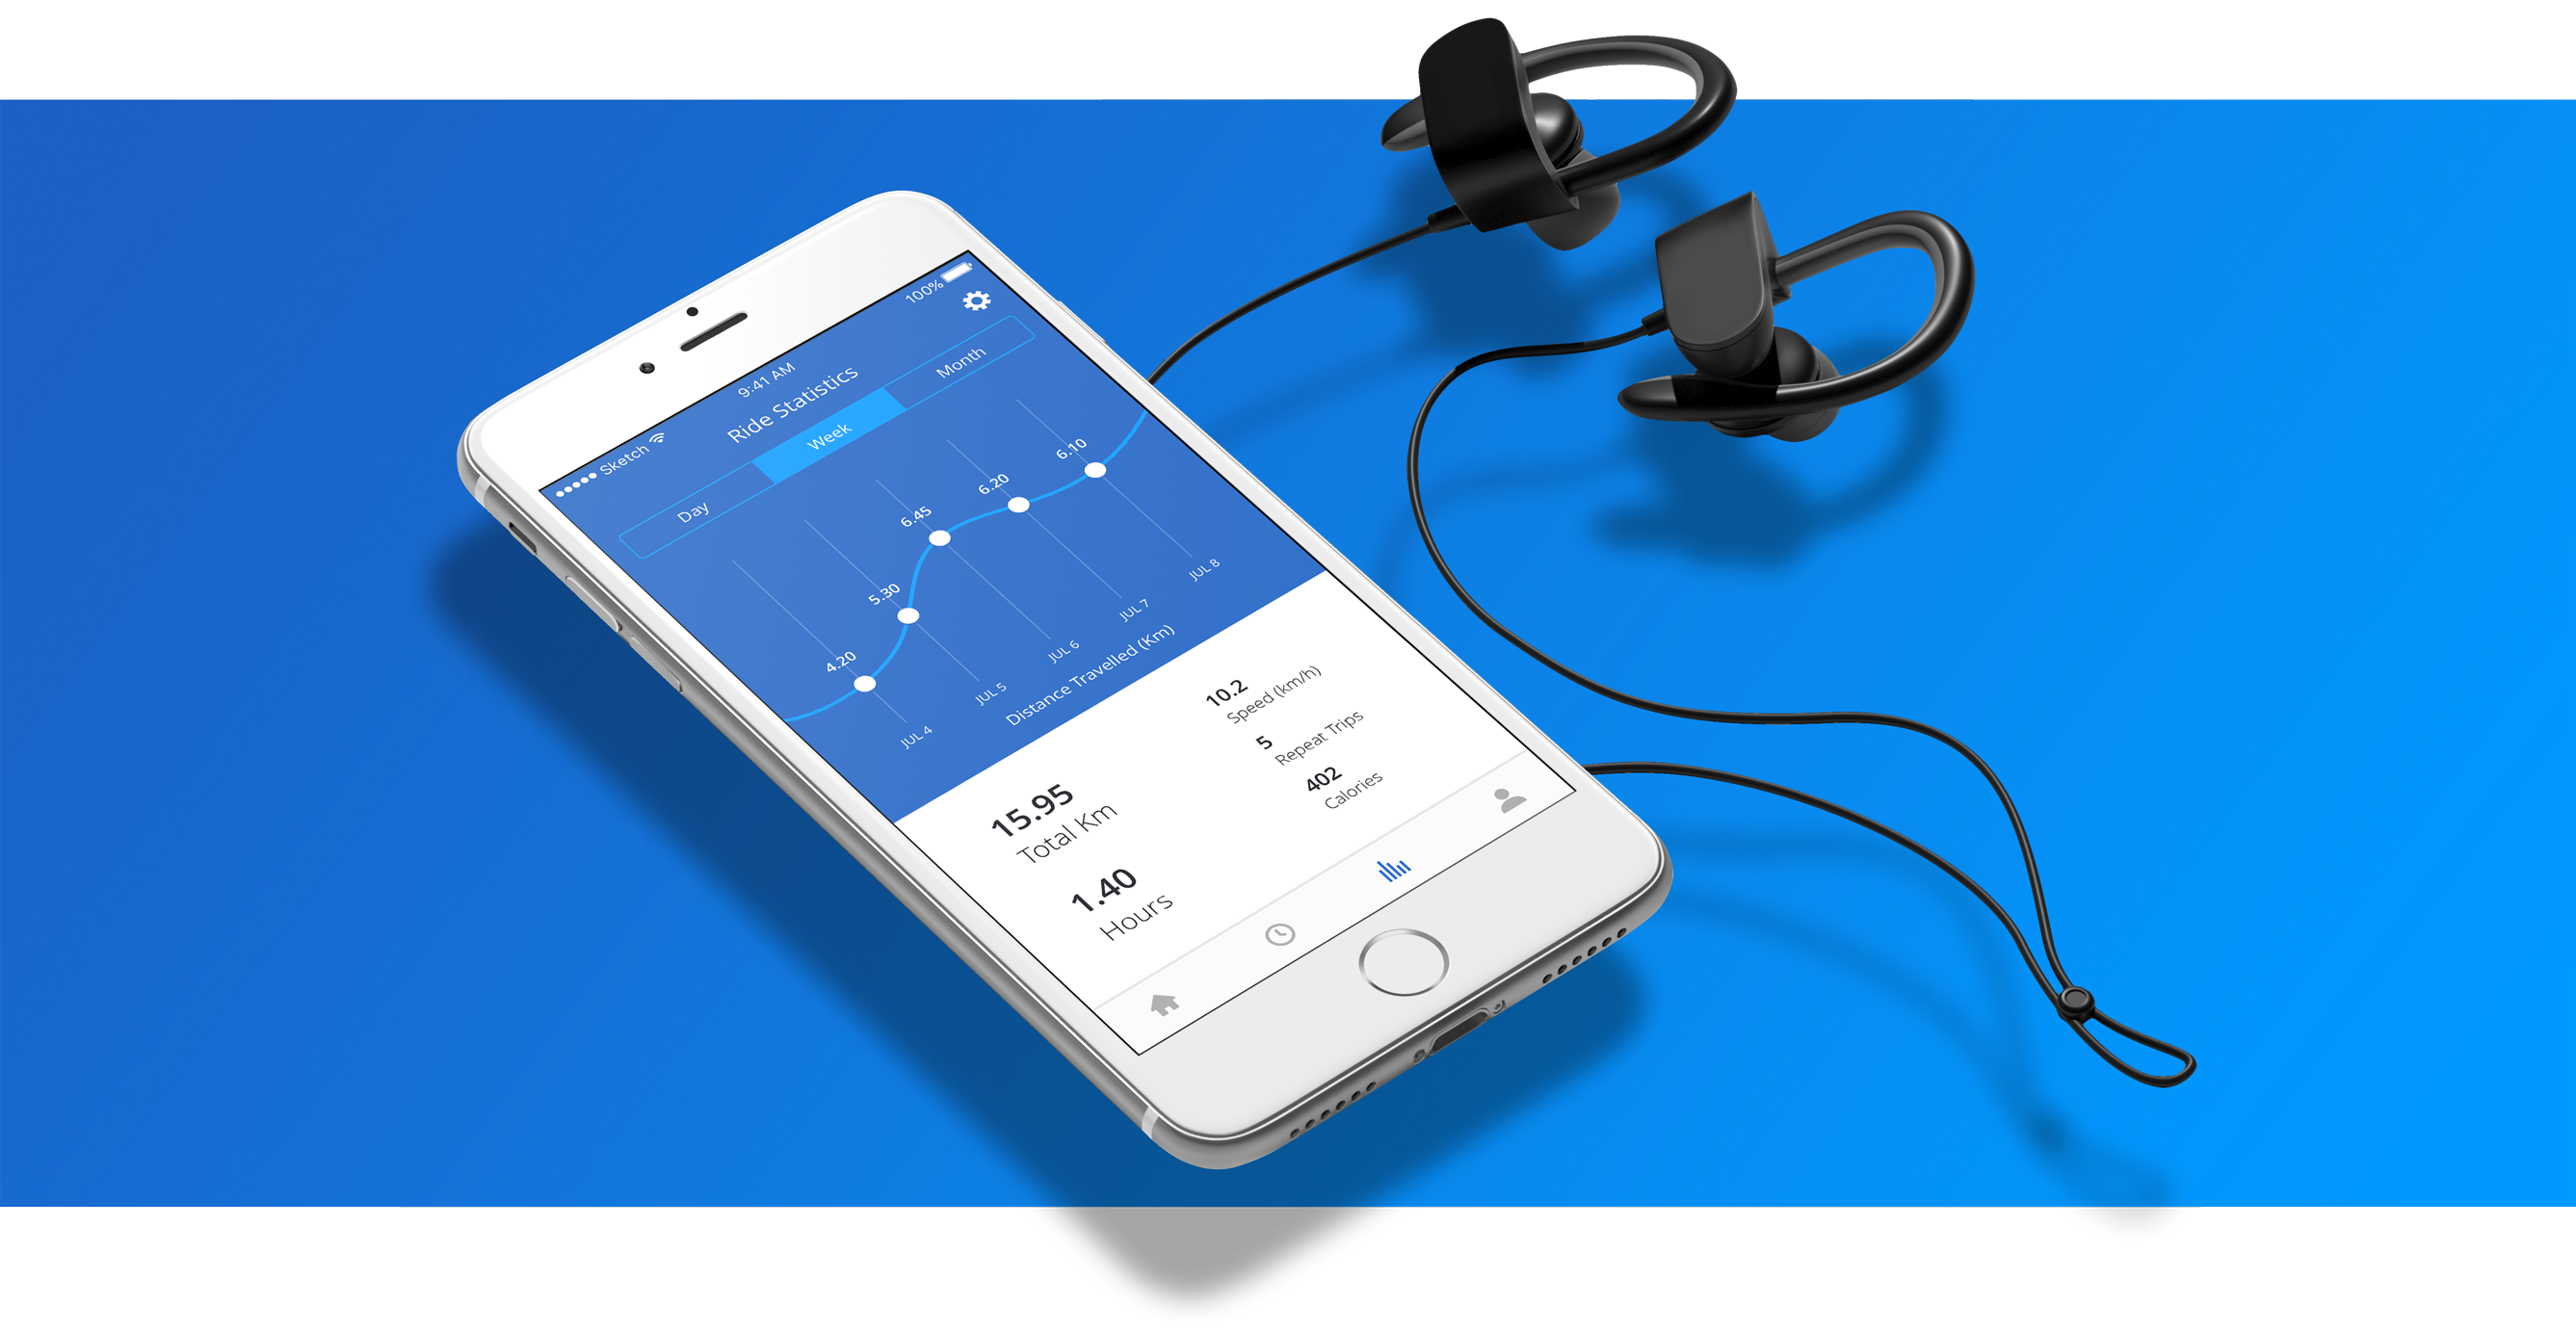 Sketch
9:41 AM
100%
Ride Statistics
Day
Week
Month
4.20
5.30
6.45
6.20
6.10
JUL 4
JUL 5
JUL 6
JUL 7
JUL 8
Distance Travelled (Km)
15.95
Total Km
1.40
Hours
10.2
Speed (km/h)
5
Repeat Trips
402
Calories